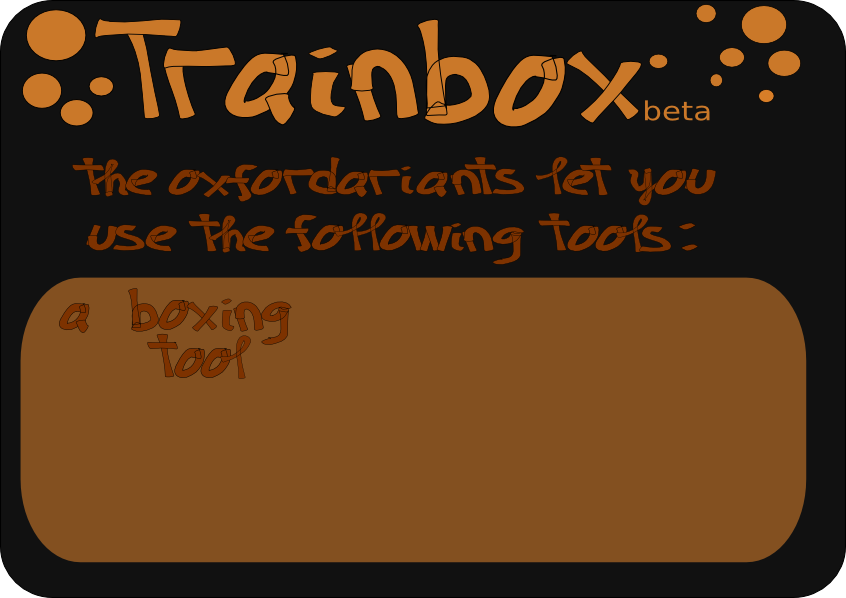 Trainbox beta
the oxfordariants let you
use the following tools:
a boxing
tool